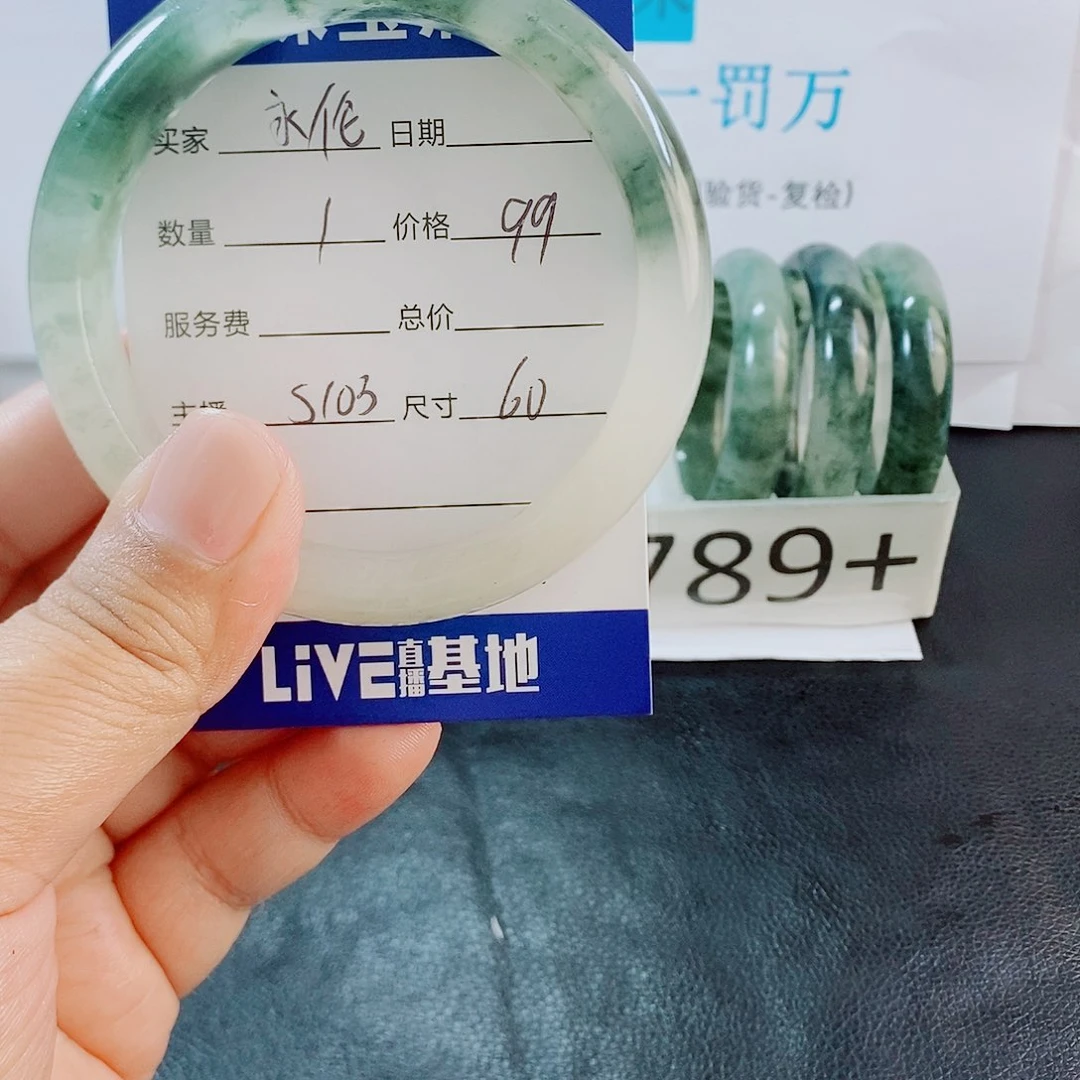 买家 永作 日期
数量 1 价格 99
服务费 总价
主播 S103 尺寸 60
LiVE直播基地
一罚万
验货-复检)
789+